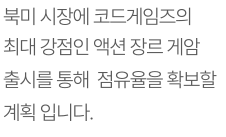 북미 시장에 코드게임즈의
최대 강점인 액션 장르 게암
출시를 통해 점유율을 확보할
계획 입니다.